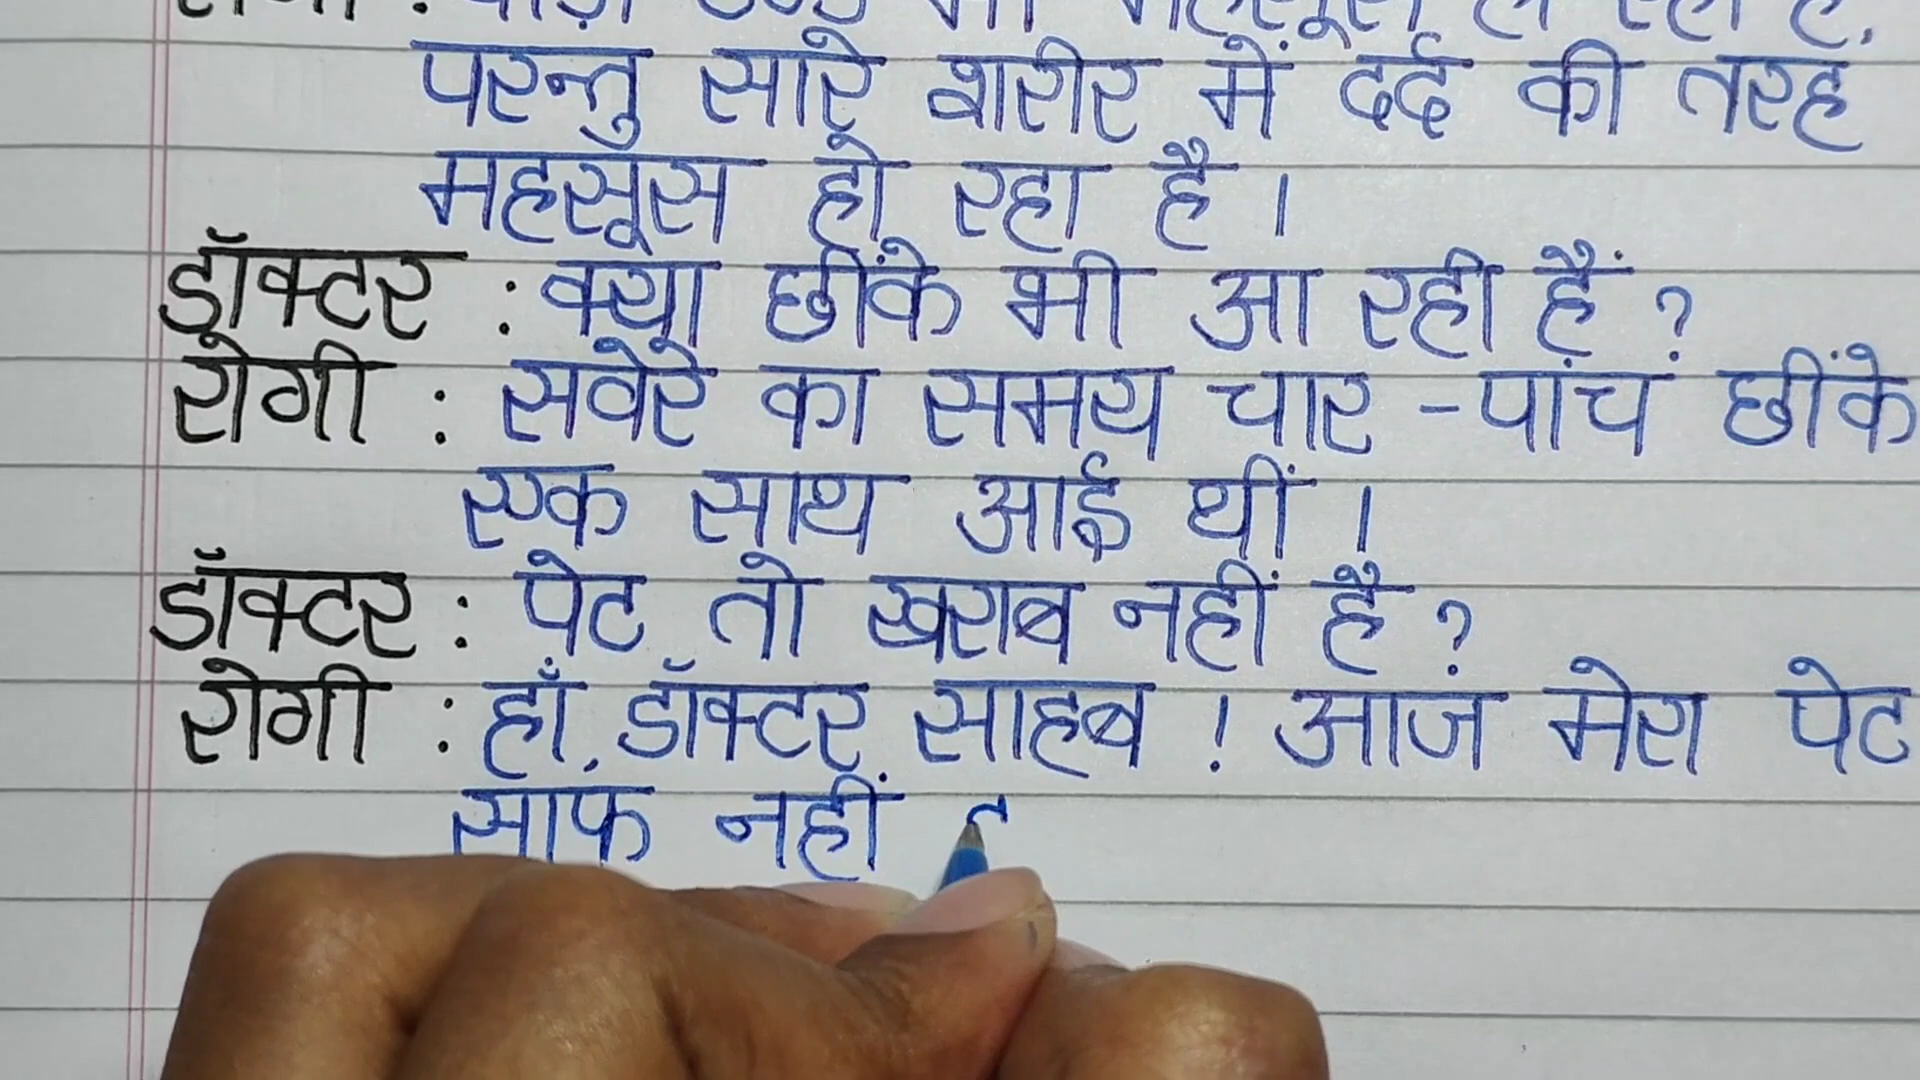 परन्तु सारे शरीर में दर्द की तरह
महसूस हो रहा है।
डॉक्टर : क्या छींके भी आ रही हैं ?
रोगी : सवेरे का समय चार - पांच छींके
एक साथ आई थीं ।
डॉक्टर : पेट तो खराब नहीं है ?
रोगी : हाँ, डॉक्टर साहब ! आज मेरा पेट
साफ नहीं